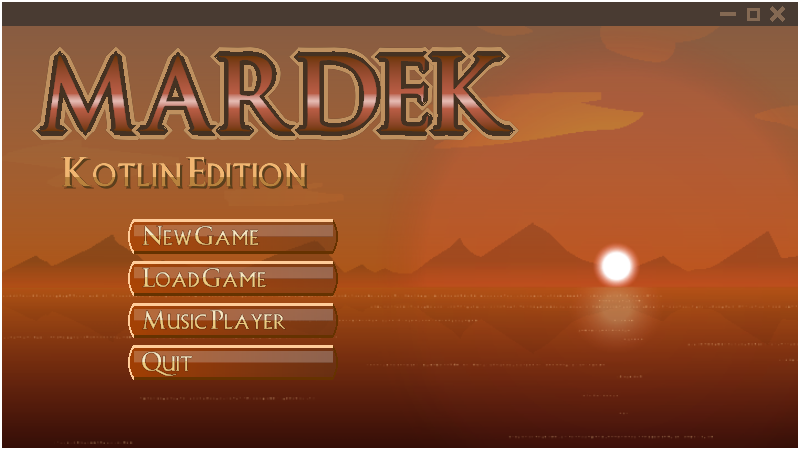 MARDEK
KOTLIN EDITION
NEW GAME
LOAD GAME
MUSIC PLAYER
QUIT